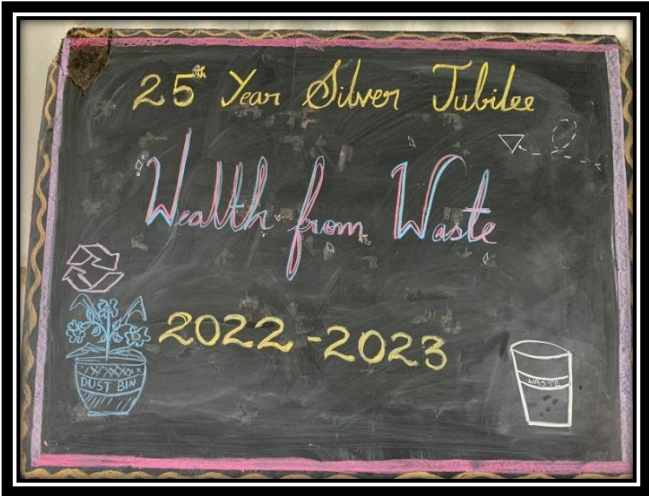 25th Year Silver Jubilee
Wealth from Waste
2022-2023
DUST BIN
WASTE